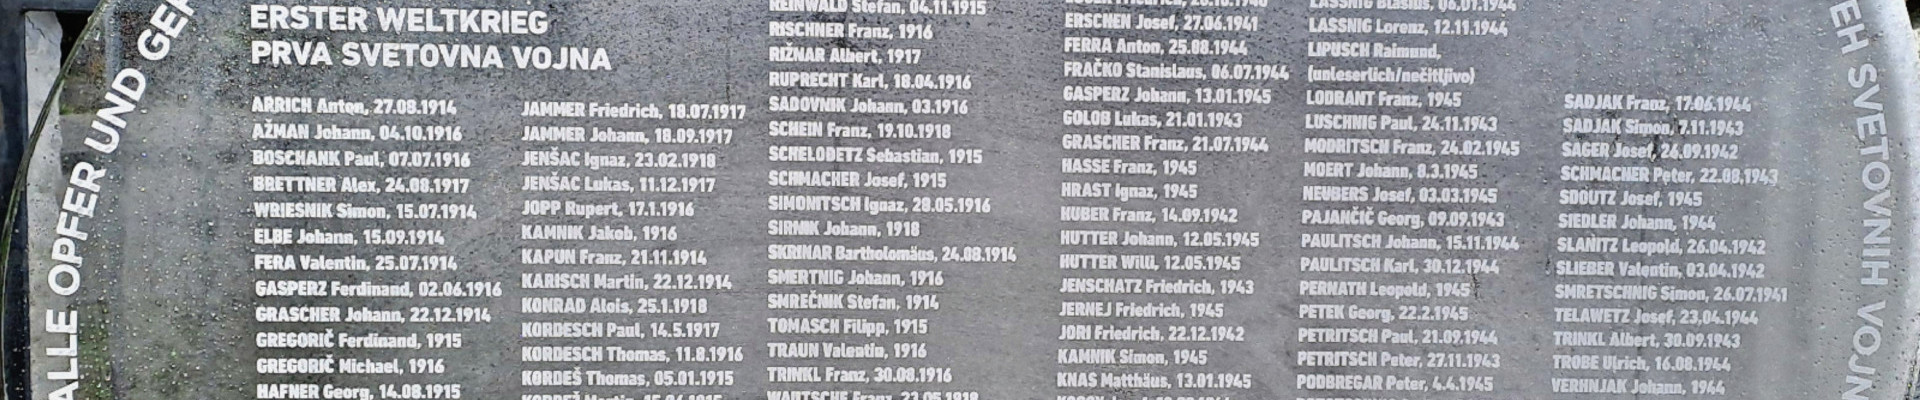 ALLE OPFER UND GEF
ERSTER WELTKRIEG
PRVA SVETOVNA VOJNA
ARRICH Anton, 27.08.1914
AŽMAN Johann, 04.10.1916
BOSCHANK Paul, 07.07.1916
BRETTNER Alex, 24.08.1917
WRIESNIK Simon, 15.07.1914
ELBE Johann, 15.09.1914
FERA Valentin, 25.07.1914
GASPERZ Ferdinand, 02.06.1916
GRASCHER Johann, 22.12.1914
GREGORIČ Ferdinand, 1915
GREGORIČ Michael, 1916
HAFNER Georg, 14.08.1915
JAMMER Friedrich, 18.07.1917
JAMMER Johann, 18.09.1917
JENŠAC Ignaz, 23.02.1918
JENŠAC Lukas, 11.12.1917
JOPP Rupert, 17.1.1916
KAMNIK Jakob, 1916
KAPUN Franz, 21.11.1914
KARISCH Martin, 22.12.1914
KONRAD Alois, 25.1.1918
KORDESCH Paul, 14.5.1917
KORDESCH Thomas, 11.8.1916
KORDEŠ Thomas, 05.01.1915
REINWALD Stefan, 04.11.1915
RISCHNER Franz, 1916
RIŽNAR Albert, 1917
RUPRECHT Karl, 18.04.1916
SADOVNIK Johann, 03.1916
SCHEIN Franz, 19.10.1918
SCHELODETZ Sebastian, 1915
SCHMACHER Josef, 1915
SIMONITSCH Ignaz, 28.05.1916
SIRNIK Johann, 1918
SKRINAR Bartholomäus, 24.08.1914
SMERTNIG Johann, 1916
SMREČNIK Stefan, 1914
TOMASCH Filipp, 1915
TRAUN Valentin, 1916
TRINKL Franz, 30.08.1916
ERSCHEN Josef, 27.06.1941
FERRA Anton, 25.08.1944
FRAČKO Stanislaus, 06.07.1944
GASPERZ Johann, 13.01.1945
GOLOB Lukas, 21.01.1943
GRASCHER Franz, 21.07.1944
HASSE Franz, 1945
HRAST Ignaz, 1945
HUBER Franz, 14.09.1942
HUTTER Johann, 12.05.1945
HUTTER Willi, 12.05.1945
JENSCHATZ Friedrich, 1943
JERNEJ Friedrich, 1945
JORI Friedrich, 22.12.1942
KAMNIK Simon, 1945
KNAS Matthäus, 13.01.1945
LASSNIG Blasius, 06.01.1944
LASSNIG Lorenz, 12.11.1944
LIPUSCH Raimund,
(unleserlich/nečitljivo)
LODRANT Franz, 1945
LUSCHNIG Paul, 24.11.1943
MODRITSCH Franz, 24.02.1945
MOERT Johann, 8.3.1945
NEUBERS Josef, 03.03.1945
PAJANČIČ Georg, 09.09.1943
PAULITSCH Johann, 15.11.1944
PAULITSCH Karl, 30.12.1944
PERNATH Leopold, 1945
PETEK Georg, 22.2.1945
PETRITSCH Paul, 21.09.1944
PETRITSCH Peter, 27.11.1943
PODBREGAR Peter, 4.4.1945
SADJAK Franz, 17.06.1944
SADJAK Simon, 7.11.1943
SAGER Josef, 26.09.1942
SCHMACHER Peter, 22.08.1943
SDOUTZ Josef, 1945
SIEDLER Johann, 1944
SLANITZ Leopold, 26.04.1942
SLIEBER Valentin, 03.04.1942
SMRETSCHNIG Simon, 26.07.1941
TELAWETZ Josef, 23.04.1944
TRINKL Albert, 30.09.1943
TROBE Ulrich, 16.08.1944
VERHNJAK Johann, 1944
EH SVETOVNIH VOJN